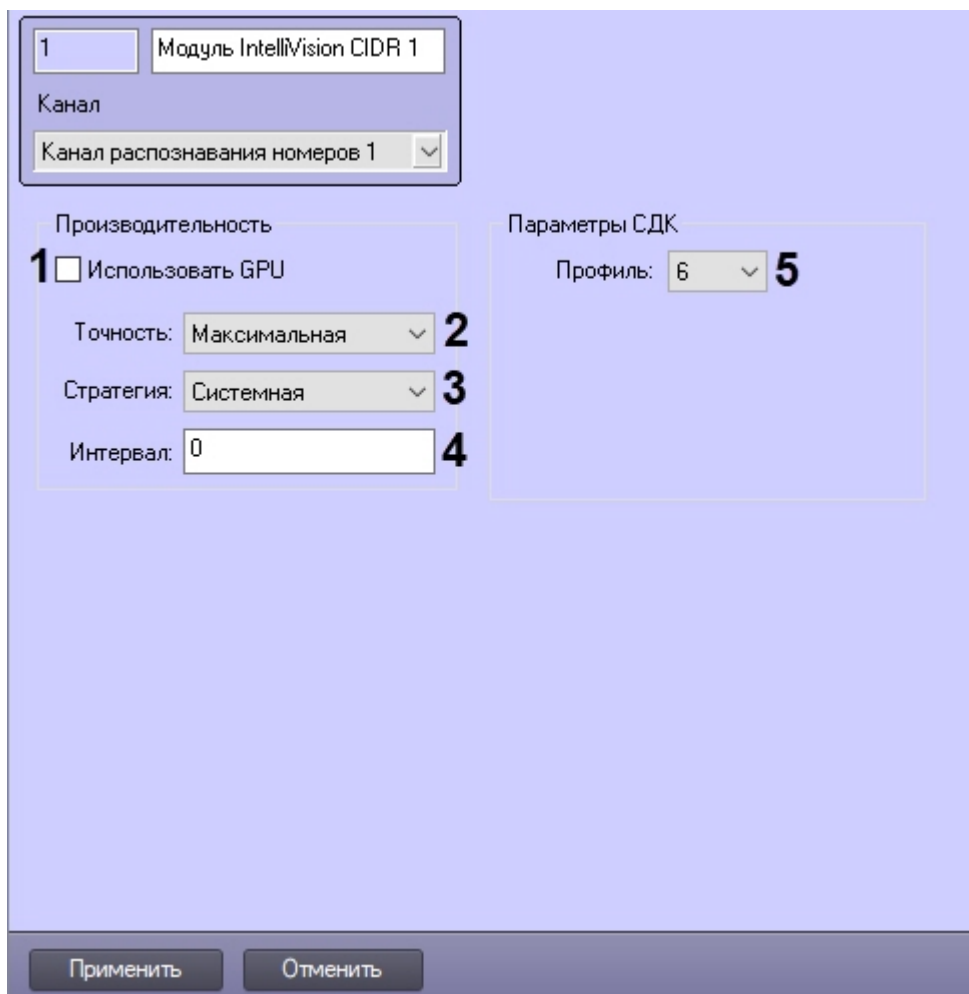 1 Модуль IntelliVision CIDR 1
Канал
Канал распознавания номеров 1
Производительность
Параметры СДК
1 Использовать GPU
Профиль: 6 5
Точность: Максимальная 2
Стратегия: Системная 3
Интервал: 0 4
Применить Отменить